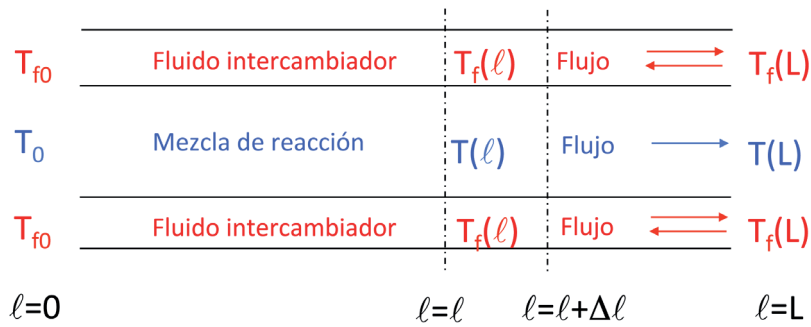 T_f0 Fluido intercambiador T_f(ℓ) Flujo T_f(L)
T_0 Mezcla de reacción T(ℓ) Flujo T(L)
T_f0 Fluido intercambiador T_f(ℓ) Flujo T_f(L)
ℓ=0 ℓ=ℓ ℓ=ℓ+Δℓ ℓ=L